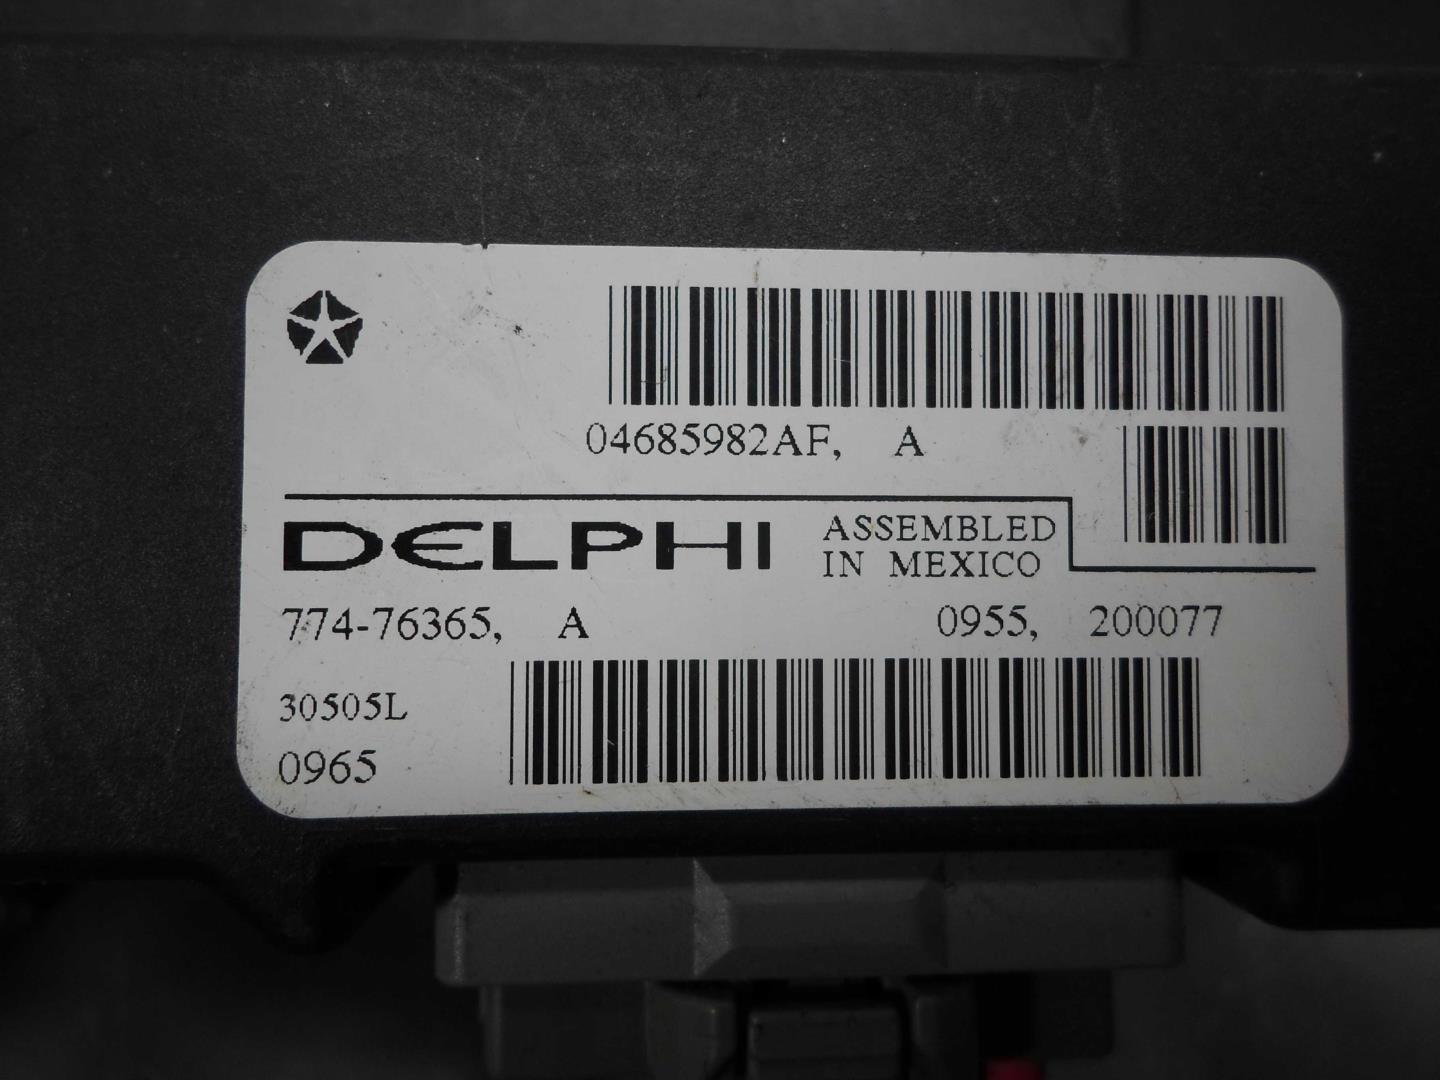 04685982AF, A
DELPHI ASSEMBLED
IN MEXICO
774-76365, A 0955, 200077
30505L
0965